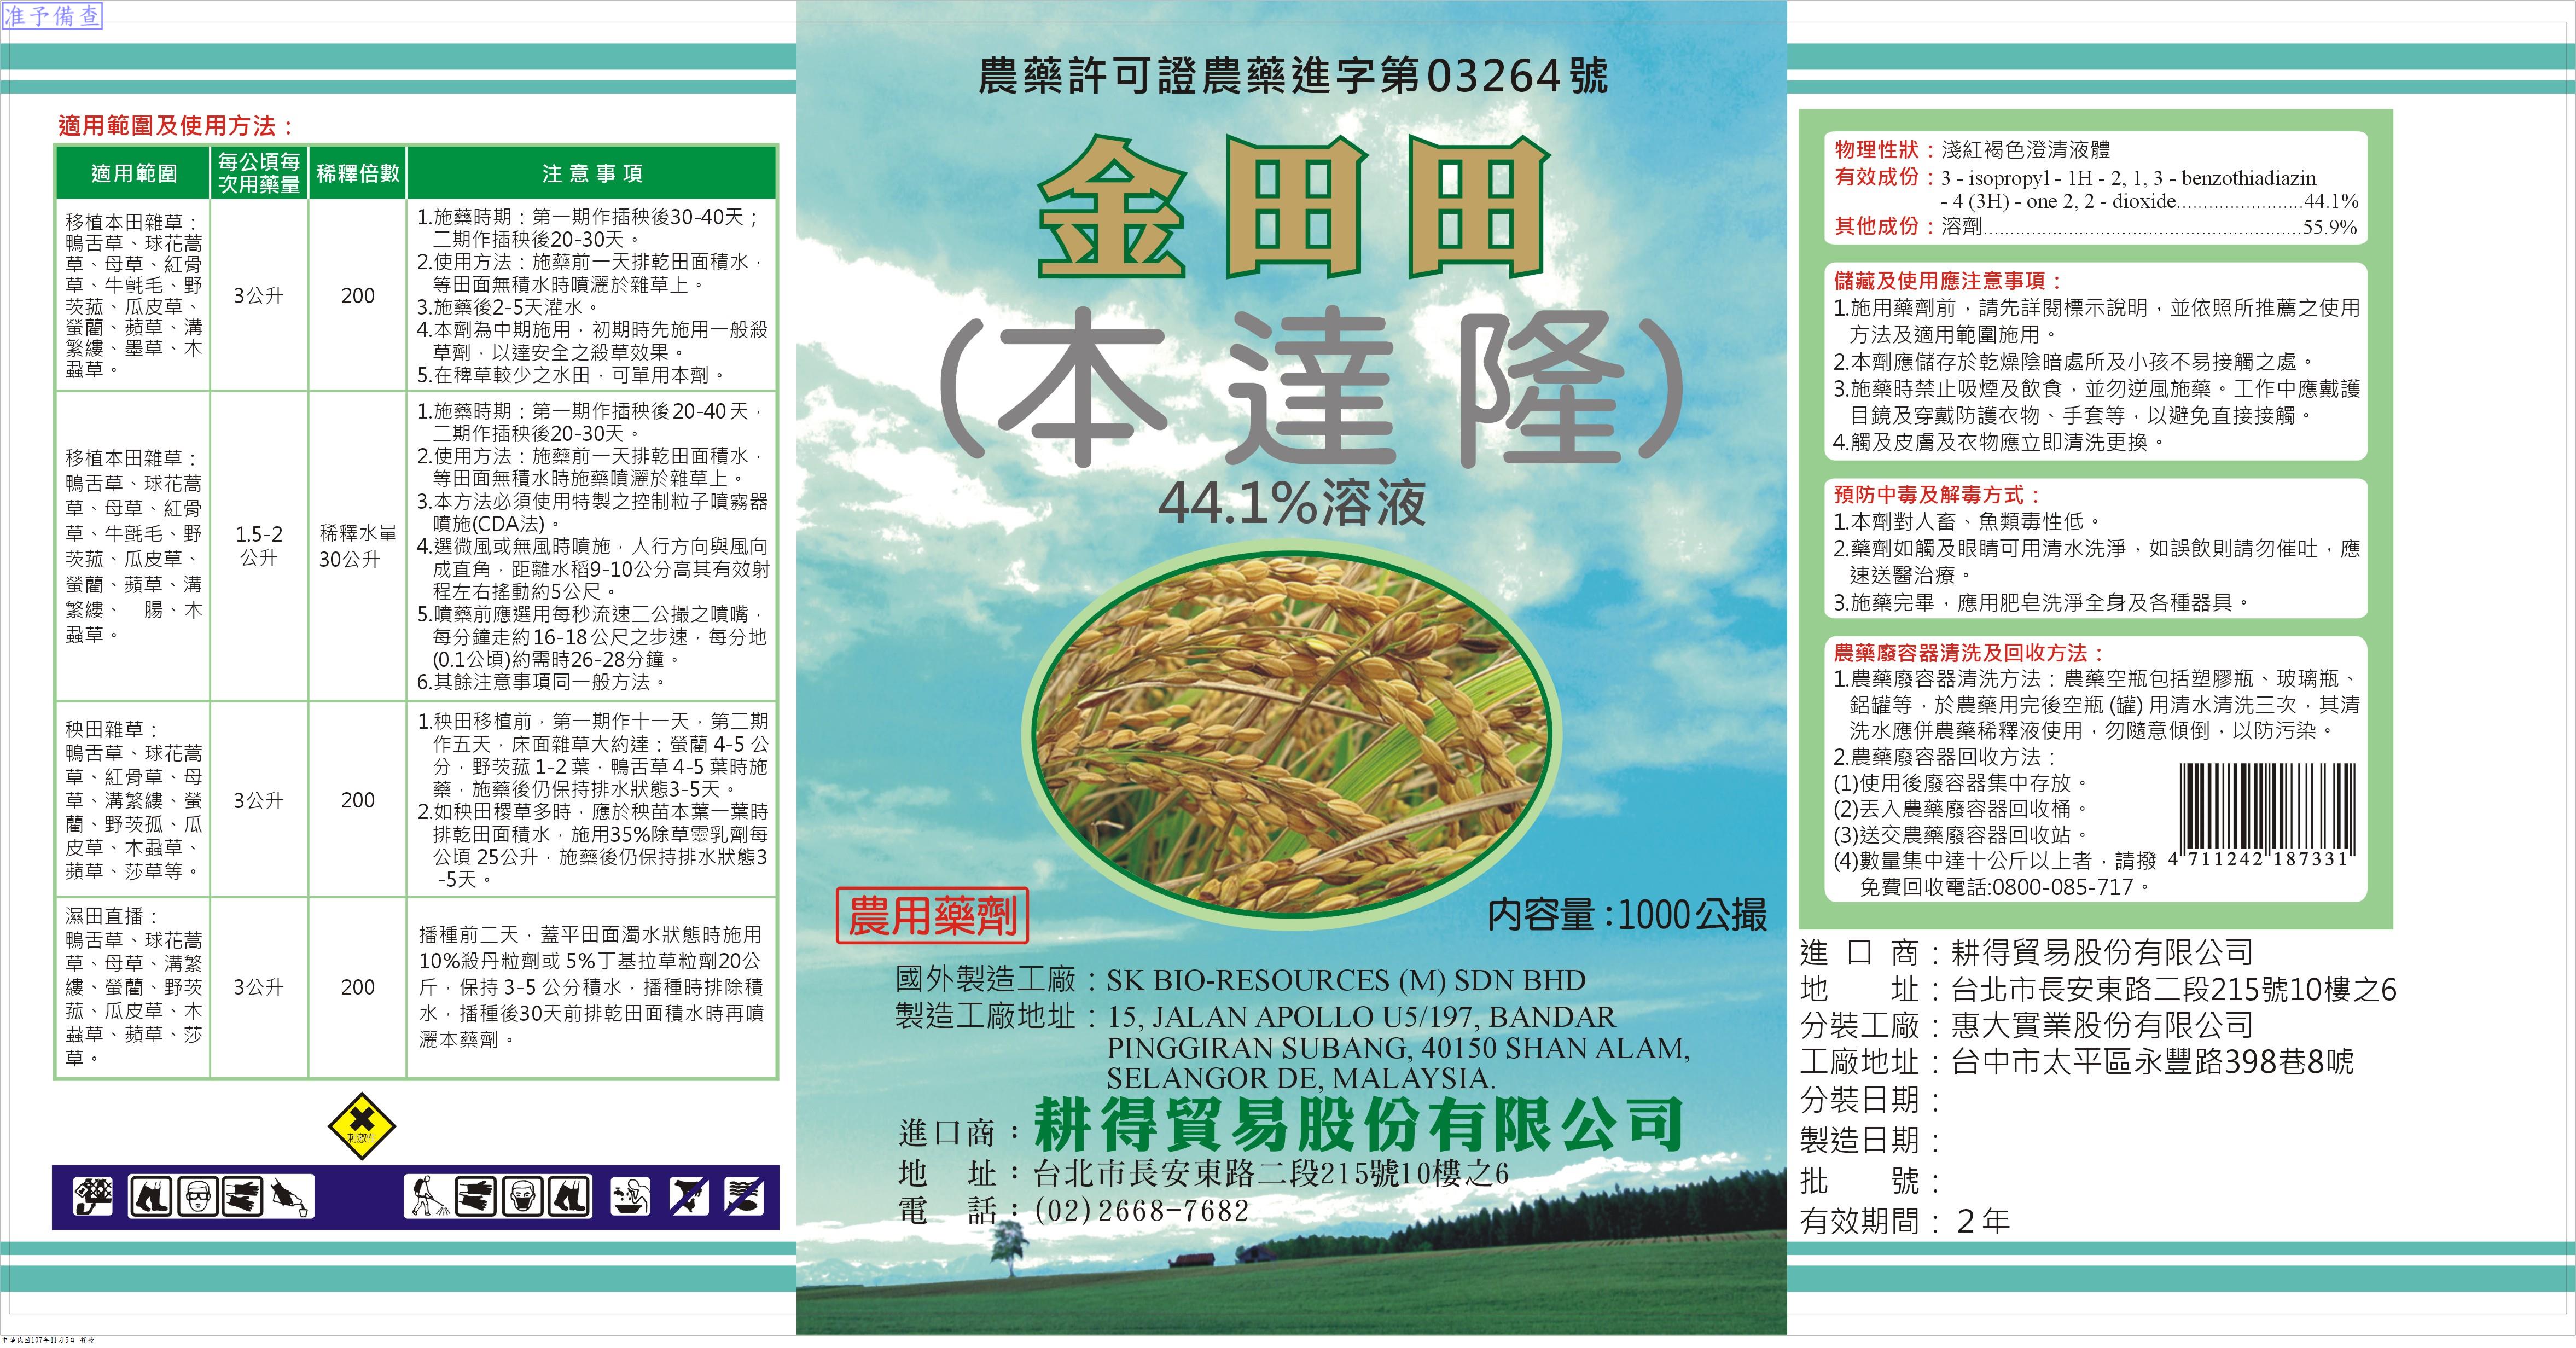 准予備查
適用範圍及使用方法：
適用範圍
每公頃每
次用藥量
稀釋倍數
注意事項
移植本田雜草：
鴨舌草、球花蒿
草、母草、紅骨
草、牛氈毛、野
茨菰、瓜皮草、
螢藺、蘋草、溝
繁縷、墨草、木
蝨草。
3公升
200
1.施藥時期：第一期作插秧後30-40天；
二期作插秧後20-30天。
2.使用方法：施藥前一天排乾田面積水，
等田面無積水時噴灑於雜草上。
3.施藥後2-5天灌水。
4.本劑為中期施用，初期時先施用一般殺
草劑，以達安全之殺草效果。
5.在稗草較少之水田，可單用本劑。
移植本田雜草：
鴨舌草、球花蒿
草、母草、紅骨
草、牛氈毛、野
茨菰、瓜皮草、
螢藺、蘋草、溝
繁縷、　腸、木
蝨草。
1.5-2
公升
稀釋水量
30公升
1.施藥時期：第一期作插秧後20-40天，
二期作插秧後20-30天。
2.使用方法：施藥前一天排乾田面積水，
等田面無積水時施藥噴灑於雜草上。
3.本方法必須使用特製之控制粒子噴霧器
噴施(CDA法)。
4.選微風或無風時噴施，人行方向與風向
成直角，距離水稻9-10公分高其有效射
程左右搖動約5公尺。
5.噴藥前應選用每秒流速二公撮之噴嘴，
每分鐘走約16-18公尺之步速，每分地
(0.1公頃)約需時26-28分鐘。
6.其餘注意事項同一般方法。
秧田雜草：
鴨舌草、球花蒿
草、紅骨草、母
草、溝繁縷、螢
藺、野茨孤、瓜
皮草、木蝨草、
蘋草、莎草等。
3公升
200
1.秧田移植前，第一期作十一天，第二期
作五天，床面雜草大約達：螢藺 4-5 公
分，野茨菰 1-2 葉，鴨舌草 4-5 葉時施
藥，施藥後仍保持排水狀態3-5天。
2.如秧田稷草多時，應於秧苗本葉一葉時
排乾田面積水，施用35%除草靈乳劑每
公頃 25公升，施藥後仍保持排水狀態3
-5天。
濕田直播：
鴨舌草、球花蒿
草、母草、溝繁
縷、螢藺、野茨
菰、瓜皮草、木
蝨草、蘋草、莎
草。
3公升
200
播種前二天，蓋平田面濁水狀態時施用
10%殺丹粒劑或 5%丁基拉草粒劑20公
斤，保持 3-5 公分積水，播種時排除積
水，播種後30天前排乾田面積水時再噴
灑本藥劑。
刺激性
中華民國107年11月5日 簽發
農藥許可證農藥進字第03264號
金田田
(本達隆)
44.1%溶液
農用藥劑
內容量：1000公撮
國外製造工廠：SK BIO-RESOURCES (M) SDN BHD
製造工廠地址：15, JALAN APOLLO U5/197, BANDAR
PINGGIRAN SUBANG, 40150 SHAN ALAM,
SELANGOR DE, MALAYSIA.
進口商：耕得貿易股份有限公司
地　址：台北市長安東路二段215號10樓之6
電　話：(02)2668-7682
物理性狀：淺紅褐色澄清液體
有效成份：3 - isopropyl - 1H - 2, 1, 3 - benzothiadiazin
- 4 (3H) - one 2, 2 - dioxide........................44.1%
其他成份：溶劑............................................................55.9%
儲藏及使用應注意事項：
1.施用藥劑前，請先詳閱標示說明，並依照所推薦之使用
方法及適用範圍施用。
2.本劑應儲存於乾燥陰暗處所及小孩不易接觸之處。
3.施藥時禁止吸煙及飲食，並勿逆風施藥。工作中應戴護
目鏡及穿戴防護衣物、手套等，以避免直接接觸。
4.觸及皮膚及衣物應立即清洗更換。
預防中毒及解毒方式：
1.本劑對人畜、魚類毒性低。
2.藥劑如觸及眼睛可用清水洗淨，如誤飲則請勿催吐，應
速送醫治療。
3.施藥完畢，應用肥皂洗淨全身及各種器具。
農藥廢容器清洗及回收方法：
1.農藥廢容器清洗方法：農藥空瓶包括塑膠瓶、玻璃瓶、
鋁罐等，於農藥用完後空瓶 (罐) 用清水清洗三次，其清
洗水應併農藥稀釋液使用，勿隨意傾倒，以防污染。
2.農藥廢容器回收方法：
(1)使用後廢容器集中存放。
(2)丟入農藥廢容器回收桶。
(3)送交農藥廢容器回收站。
(4)數量集中達十公斤以上者，請撥
免費回收電話:0800-085-717。
4 711242 187331
進口商：耕得貿易股份有限公司
地　址：台北市長安東路二段215號10樓之6
分裝工廠：惠大實業股份有限公司
工廠地址：台中市太平區永豐路398巷8號
分裝日期：
製造日期：
批　號：
有效期間：2年